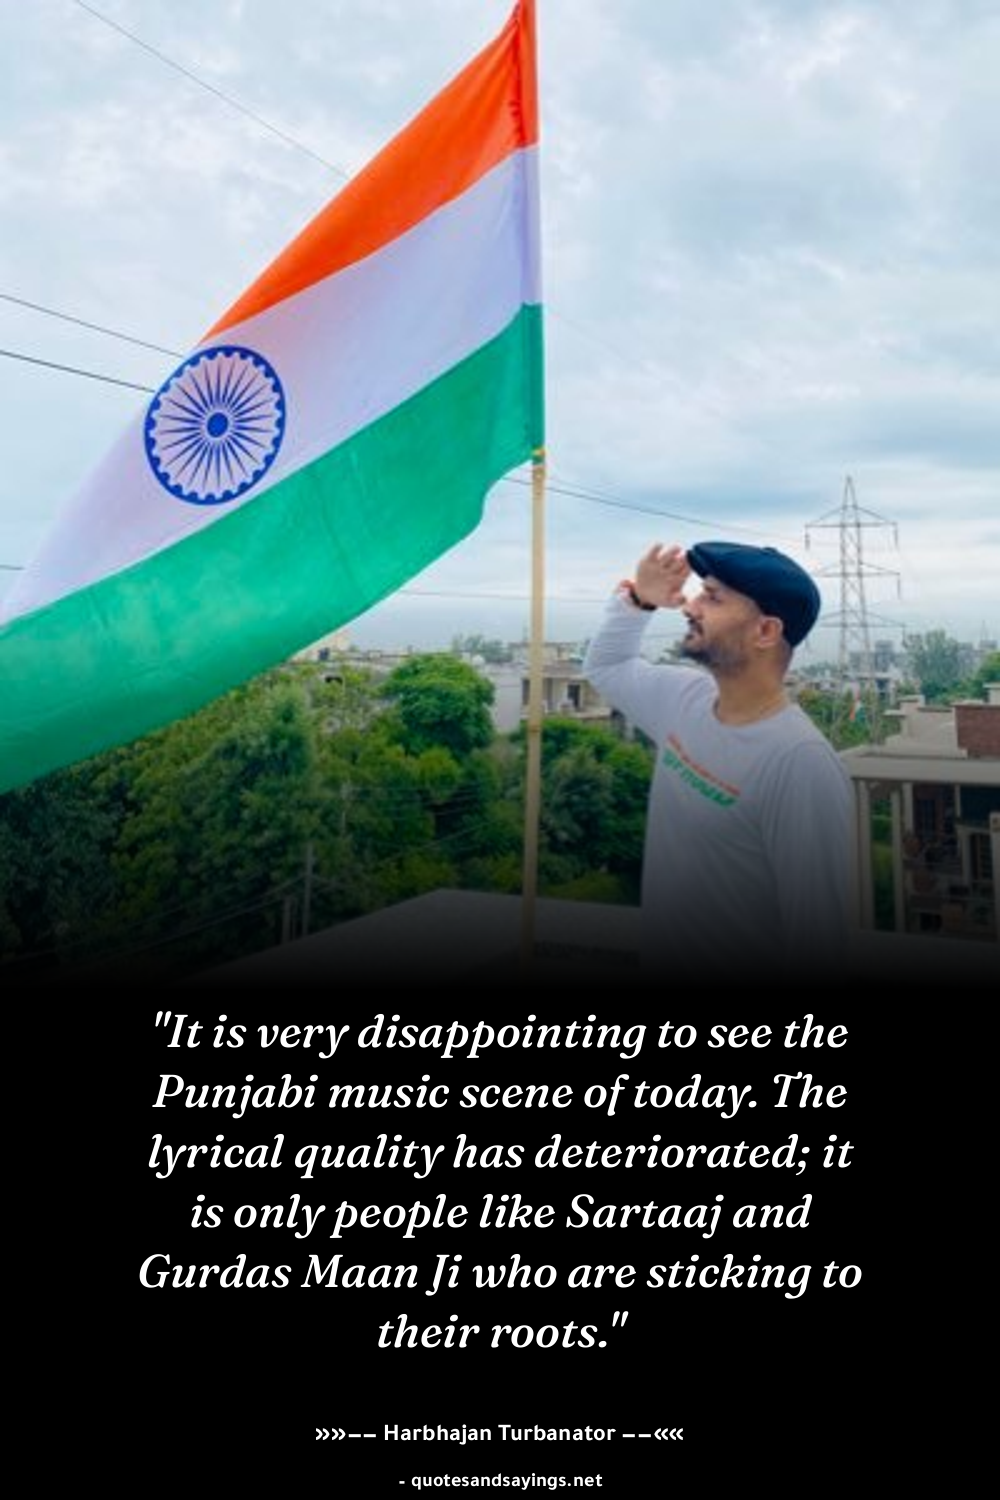 "It is very disappointing to see the
Punjabi music scene of today. The
lyrical quality has deteriorated; it
is only people like Sartaaj and
Gurdas Maan Ji who are sticking to
their roots."
»»–– Harbhajan Turbanator ––««
- quotesandsayings.net